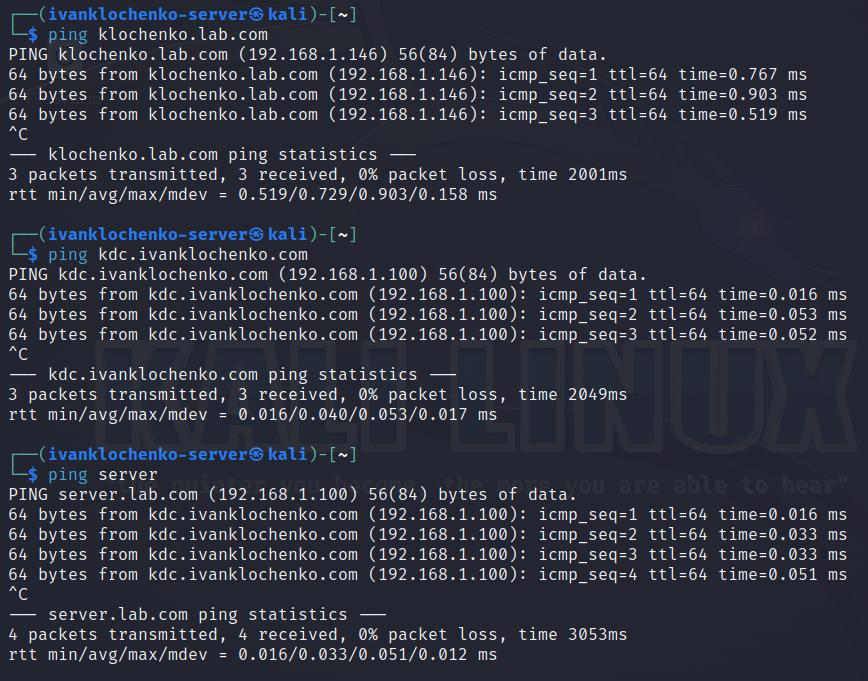 ┌──(ivanklochenko-server㉿kali)-[~]
└─$ ping klochenko.lab.com
PING klochenko.lab.com (192.168.1.146) 56(84) bytes of data.
64 bytes from klochenko.lab.com (192.168.1.146): icmp_seq=1 ttl=64 time=0.767 ms
64 bytes from klochenko.lab.com (192.168.1.146): icmp_seq=2 ttl=64 time=0.903 ms
64 bytes from klochenko.lab.com (192.168.1.146): icmp_seq=3 ttl=64 time=0.519 ms
^C
--- klochenko.lab.com ping statistics ---
3 packets transmitted, 3 received, 0% packet loss, time 2001ms
rtt min/avg/max/mdev = 0.519/0.729/0.903/0.158 ms
┌──(ivanklochenko-server㉿kali)-[~]
└─$ ping kdc.ivanklochenko.com
PING kdc.ivanklochenko.com (192.168.1.100) 56(84) bytes of data.
64 bytes from kdc.ivanklochenko.com (192.168.1.100): icmp_seq=1 ttl=64 time=0.016 ms
64 bytes from kdc.ivanklochenko.com (192.168.1.100): icmp_seq=2 ttl=64 time=0.053 ms
64 bytes from kdc.ivanklochenko.com (192.168.1.100): icmp_seq=3 ttl=64 time=0.052 ms
^C
--- kdc.ivanklochenko.com ping statistics ---
3 packets transmitted, 3 received, 0% packet loss, time 2049ms
rtt min/avg/max/mdev = 0.016/0.040/0.053/0.017 ms
KALI LINUX
┌──(ivanklochenko-server㉿kali)-[~]
└─$ ping server
quieter you become, the more you are able to hear"
PING server.lab.com (192.168.1.100) 56(84) bytes of data.
64 bytes from kdc.ivanklochenko.com (192.168.1.100): icmp_seq=1 ttl=64 time=0.016 ms
64 bytes from kdc.ivanklochenko.com (192.168.1.100): icmp_seq=2 ttl=64 time=0.033 ms
64 bytes from kdc.ivanklochenko.com (192.168.1.100): icmp_seq=3 ttl=64 time=0.033 ms
64 bytes from kdc.ivanklochenko.com (192.168.1.100): icmp_seq=4 ttl=64 time=0.051 ms
^C
--- server.lab.com ping statistics ---
4 packets transmitted, 4 received, 0% packet loss, time 3053ms
rtt min/avg/max/mdev = 0.016/0.033/0.051/0.012 ms